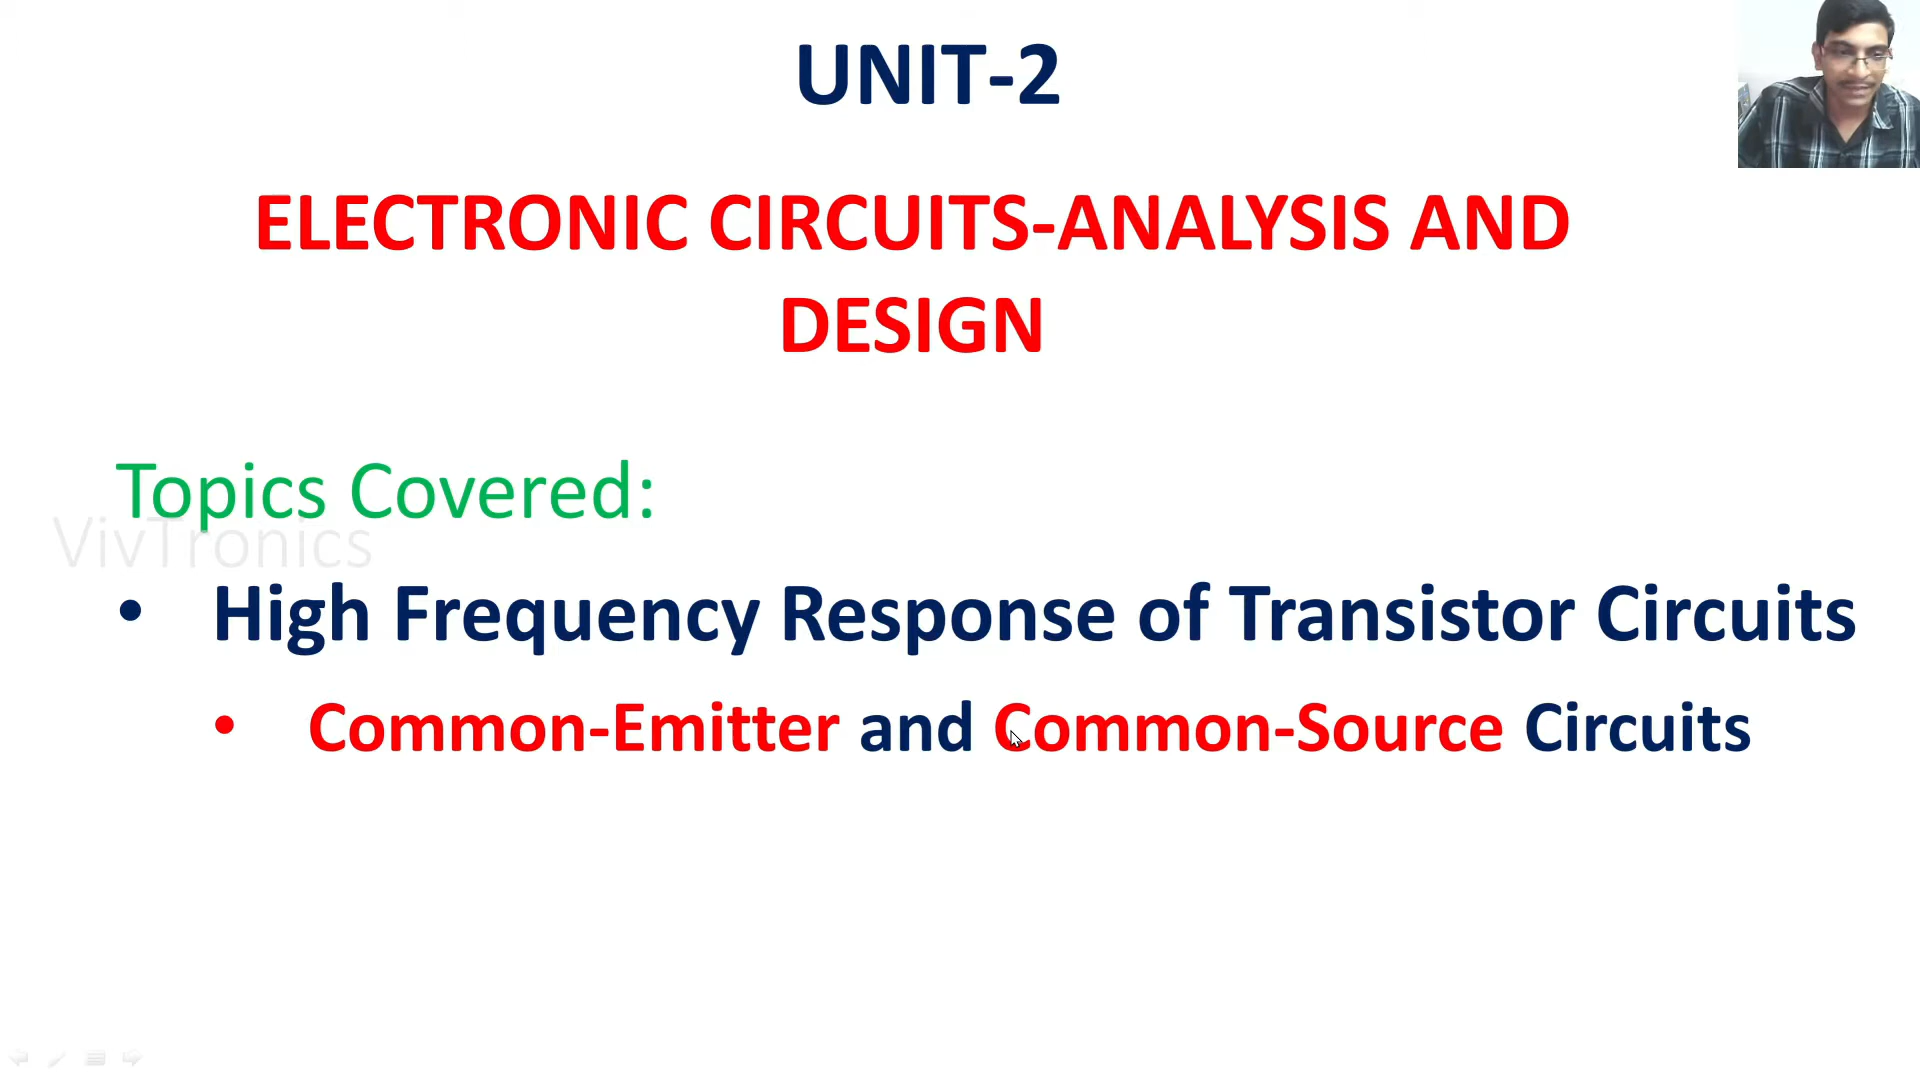 UNIT-2
ELECTRONIC CIRCUITS-ANALYSIS AND
DESIGN
Topics Covered:
VivTronics
• High Frequency Response of Transistor Circuits
• Common-Emitter and Common-Source Circuits